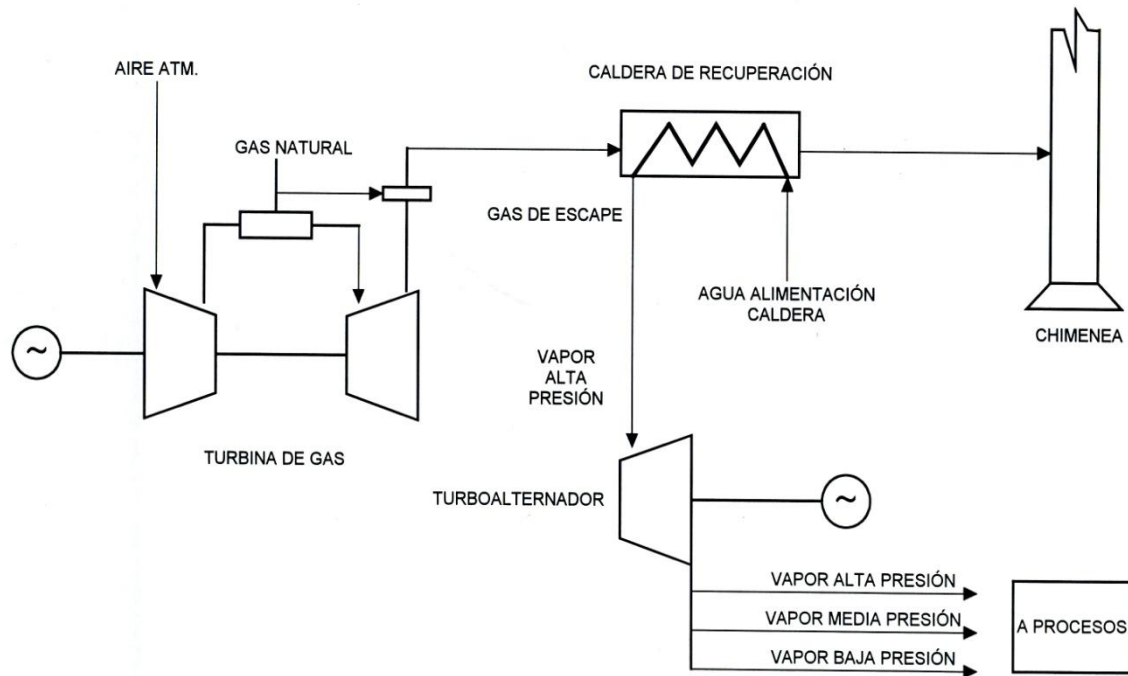 AIRE ATM.
CALDERA DE RECUPERACIÓN
GAS NATURAL
GAS DE ESCAPE
AGUA ALIMENTACIÓN
CALDERA
CHIMENEA
~
VAPOR
ALTA
PRESIÓN
TURBINA DE GAS
TURBOALTERNADOR
~
VAPOR ALTA PRESIÓN
VAPOR MEDIA PRESIÓN
A PROCESOS
VAPOR BAJA PRESIÓN